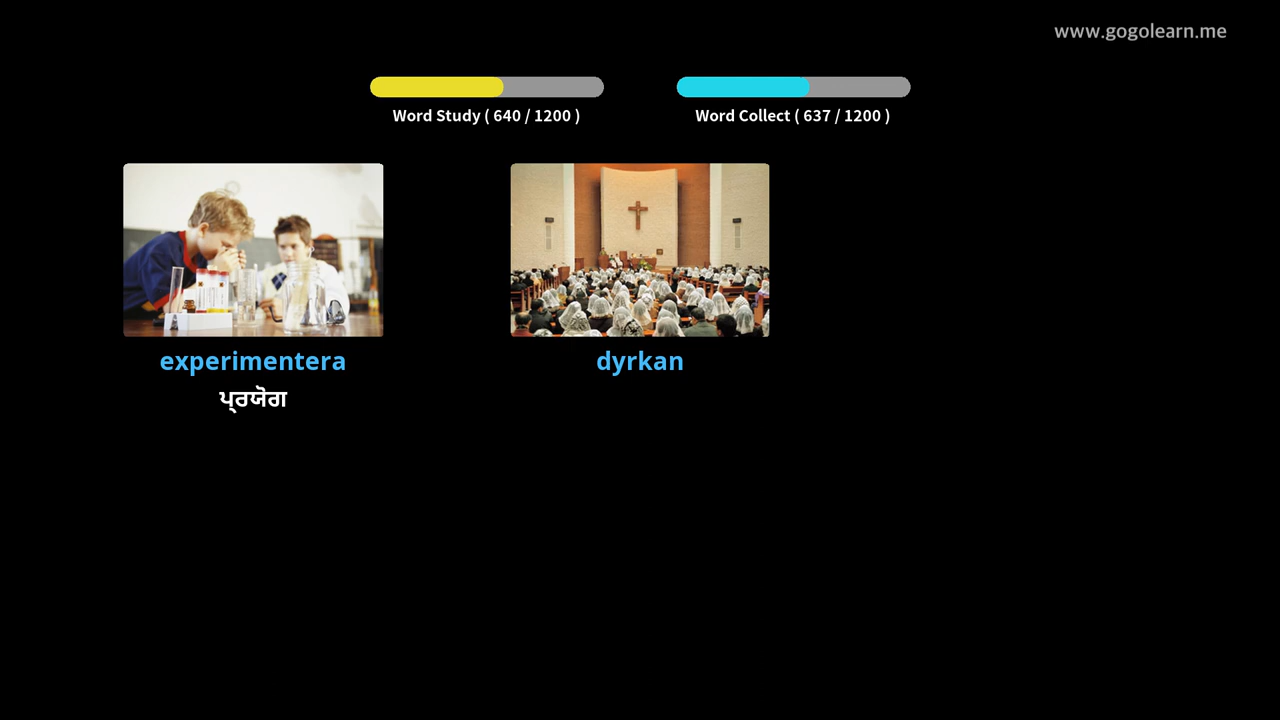 www.gogolearn.me
Word Study ( 640 / 1200 )
Word Collect ( 637 / 1200 )
experimentera
dyrkan
ਪ੍ਰਯੋਗ